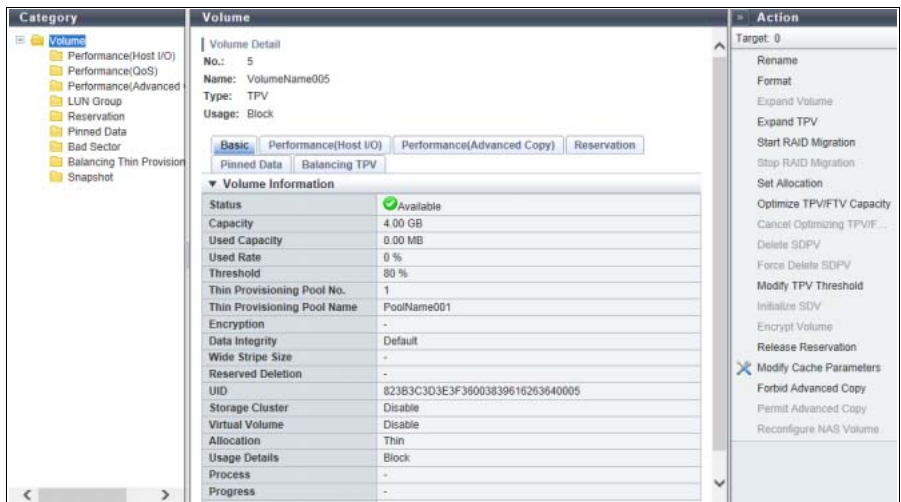 Category
Volume
Performance(Host I/O)
Performance(QoS)
Performance(Advanced
LUN Group
Reservation
Pinned Data
Bad Sector
Balancing Thin Provision
Snapshot
Volume
Volume Detail
No.: 5
Name: VolumeName005
Type: TPV
Usage: Block
Basic Performance(Host I/O) Performance(Advanced Copy) Reservation
Pinned Data Balancing TPV
▼ Volume Information
Status Available
Capacity 4.00 GB
Used Capacity 0.00 MB
Used Rate 0 %
Threshold 80 %
Thin Provisioning Pool No. 1
Thin Provisioning Pool Name PoolName001
Encryption -
Data Integrity Default
Wide Stripe Size -
Reserved Deletion -
UID 823B3C3D3E3F36003839616263640005
Storage Cluster Disable
Virtual Volume Disable
Allocation Thin
Usage Details Block
Process -
Progress -
» Action
Target: 0
Rename
Format
Expand Volume
Expand TPV
Start RAID Migration
Stop RAID Migration
Set Allocation
Optimize TPV/FTV Capacity
Cancel Optimizing TPV/F...
Delete SDPV
Force Delete SDPV
Modify TPV Threshold
Initialize SDV
Encrypt Volume
Release Reservation
Modify Cache Parameters
Forbid Advanced Copy
Permit Advanced Copy
Reconfigure NAS Volume